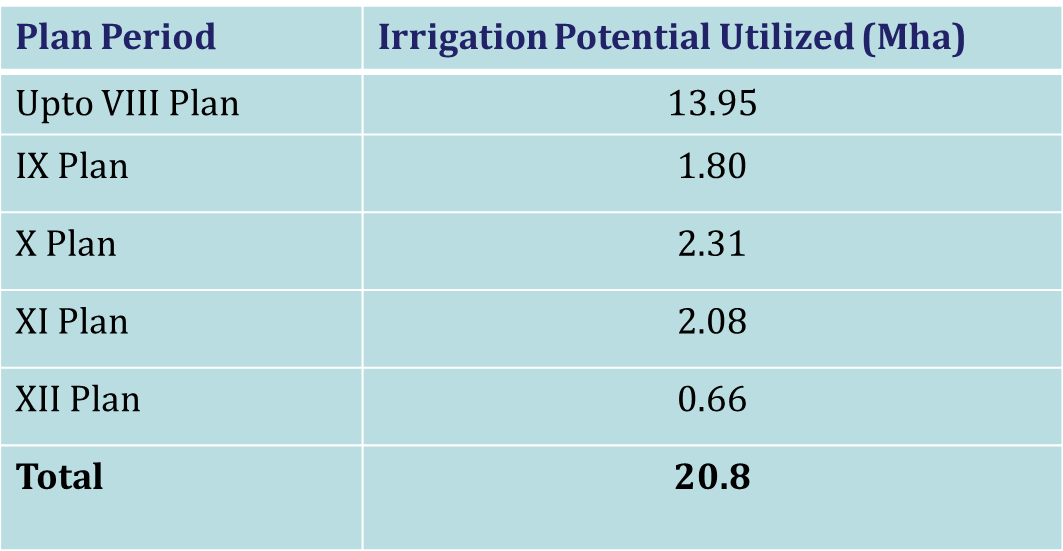 Plan Period Irrigation Potential Utilized (Mha)
Upto VIII Plan 13.95
IX Plan 1.80
X Plan 2.31
XI Plan 2.08
XII Plan 0.66
Total 20.8